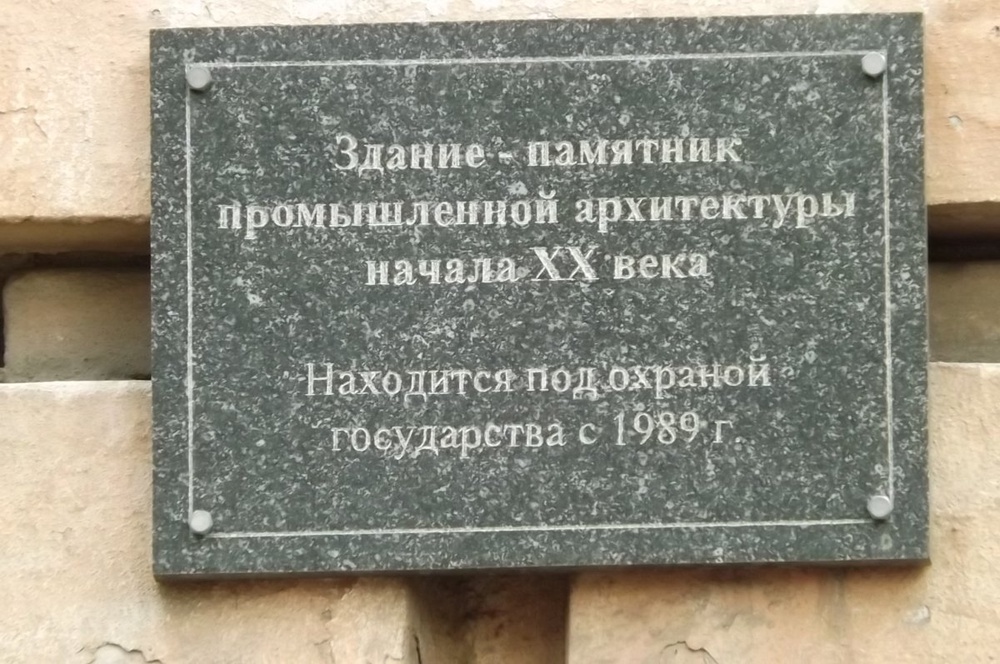 Здание - памятник
промышленной архитектуры
начала XX века
Находится под охраной
государства с 1989 г.